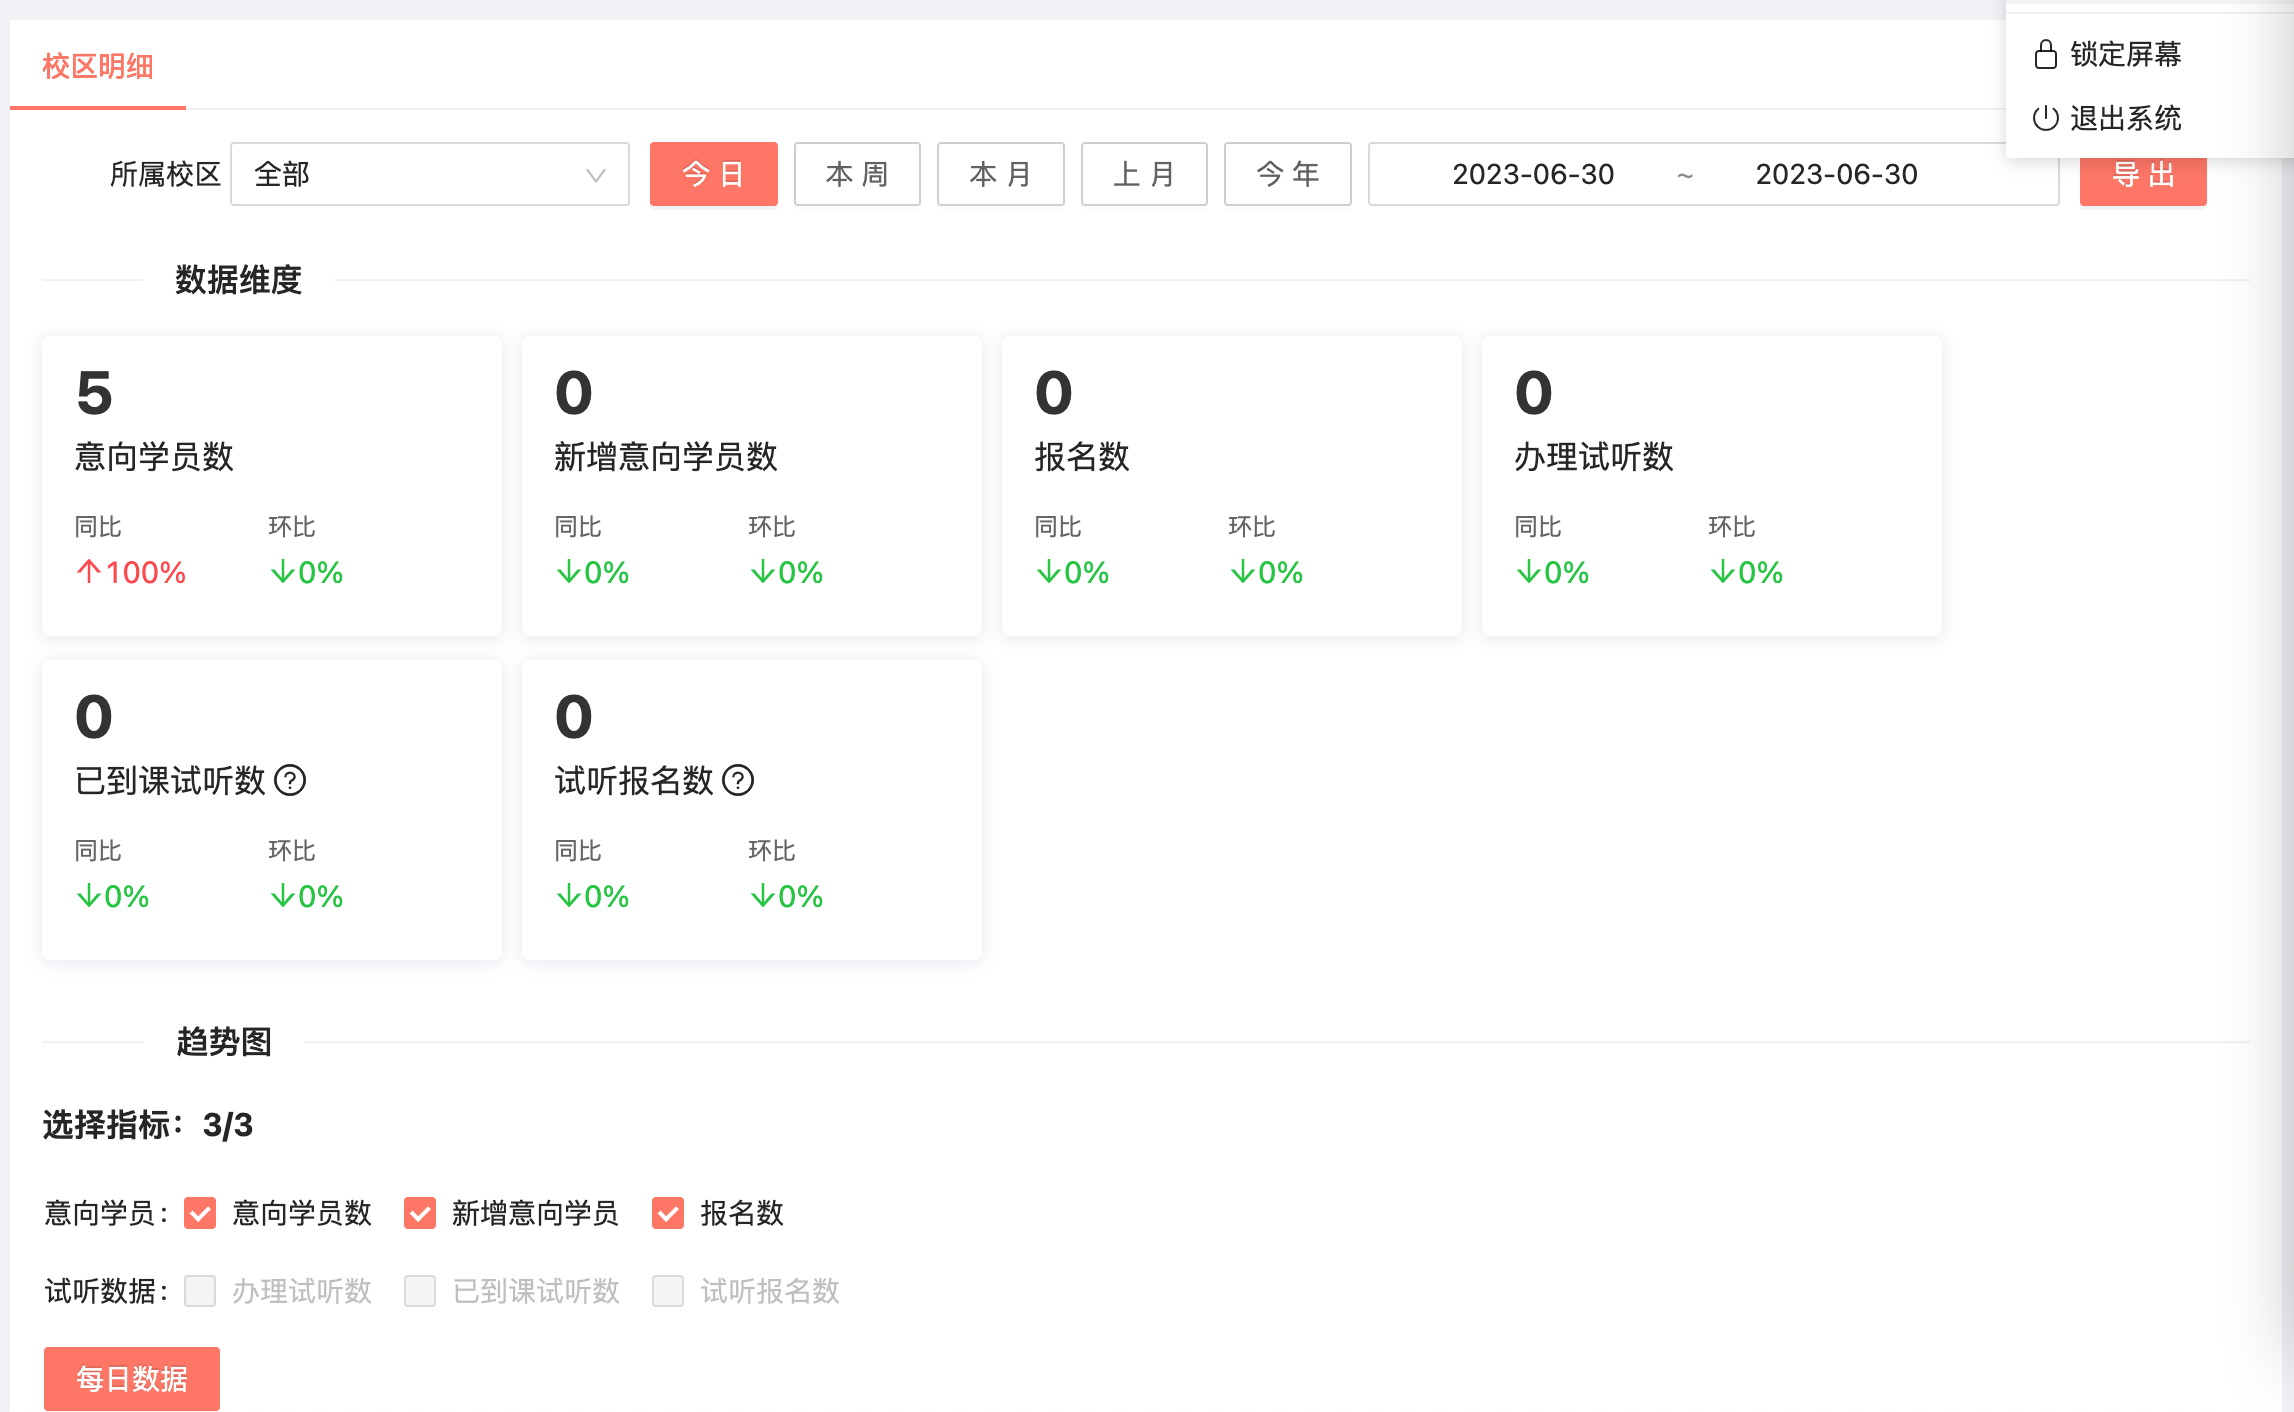 校区明细
锁定屏幕
退出系统
所属校区 全部 今日 本周 本月 上月 今年 2023-06-30 ~ 2023-06-30 导出
数据维度
5 0 0 0
意向学员数 新增意向学员数 报名数 办理试听数
同比 环比 同比 环比 同比 环比 同比 环比
↑100% ↓0% ↓0% ↓0% ↓0% ↓0% ↓0% ↓0%
0 0
已到课试听数 ? 试听报名数 ?
同比 环比 同比 环比
↓0% ↓0% ↓0% ↓0%
趋势图
选择指标：3/3
意向学员： 意向学员数 新增意向学员 报名数
试听数据： 办理试听数 已到课试听数 试听报名数
每日数据